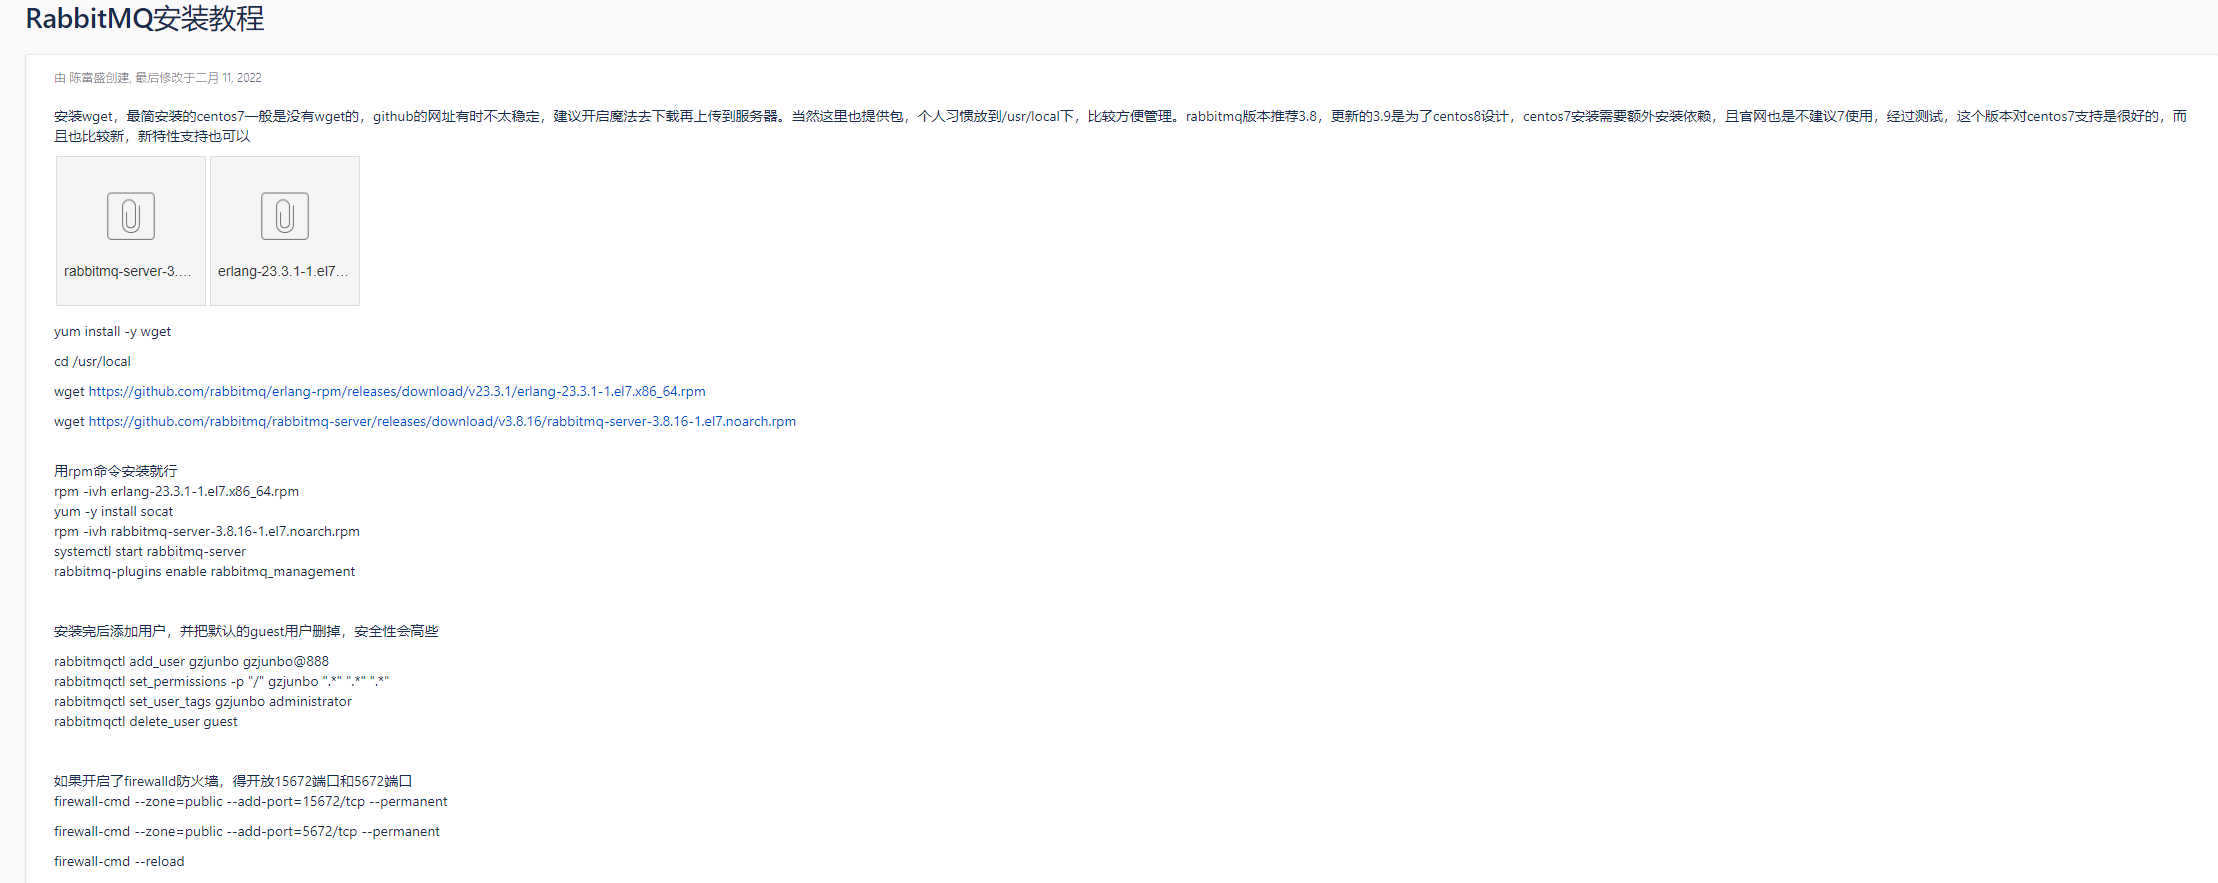 RabbitMQ安装教程
由 陈富盛创建, 最后修改于二月 11, 2022
安装wget，最简安装的centos7一般是没有wget的，github的网址有时不太稳定，建议开启魔法去下载再上传到服务器。当然这里也提供包，个人习惯放到/usr/local下，比较方便管理。rabbitmq版本推荐3.8，更新的3.9是为了centos8设计，centos7安装需要额外安装依赖，且官网也是不建议7使用，经过测试，这个版本对centos7支持是很好的，而
且也比较新，新特性支持也可以
rabbitmq-server-3.... erlang-23.3.1-1.el7...
yum install -y wget
cd /usr/local
wget https://github.com/rabbitmq/erlang-rpm/releases/download/v23.3.1/erlang-23.3.1-1.el7.x86_64.rpm
wget https://github.com/rabbitmq/rabbitmq-server/releases/download/v3.8.16/rabbitmq-server-3.8.16-1.el7.noarch.rpm
用rpm命令安装就行
rpm -ivh erlang-23.3.1-1.el7.x86_64.rpm
yum -y install socat
rpm -ivh rabbitmq-server-3.8.16-1.el7.noarch.rpm
systemctl start rabbitmq-server
rabbitmq-plugins enable rabbitmq_management
安装完后添加用户，并把默认的guest用户删掉，安全性会高些
rabbitmqctl add_user gzjunbo gzjunbo@888
rabbitmqctl set_permissions -p "/" gzjunbo ".*" ".*" ".*"
rabbitmqctl set_user_tags gzjunbo administrator
rabbitmqctl delete_user guest
如果开启了firewalld防火墙，得开放15672端口和5672端口
firewall-cmd --zone=public --add-port=15672/tcp --permanent
firewall-cmd --zone=public --add-port=5672/tcp --permanent
firewall-cmd --reload